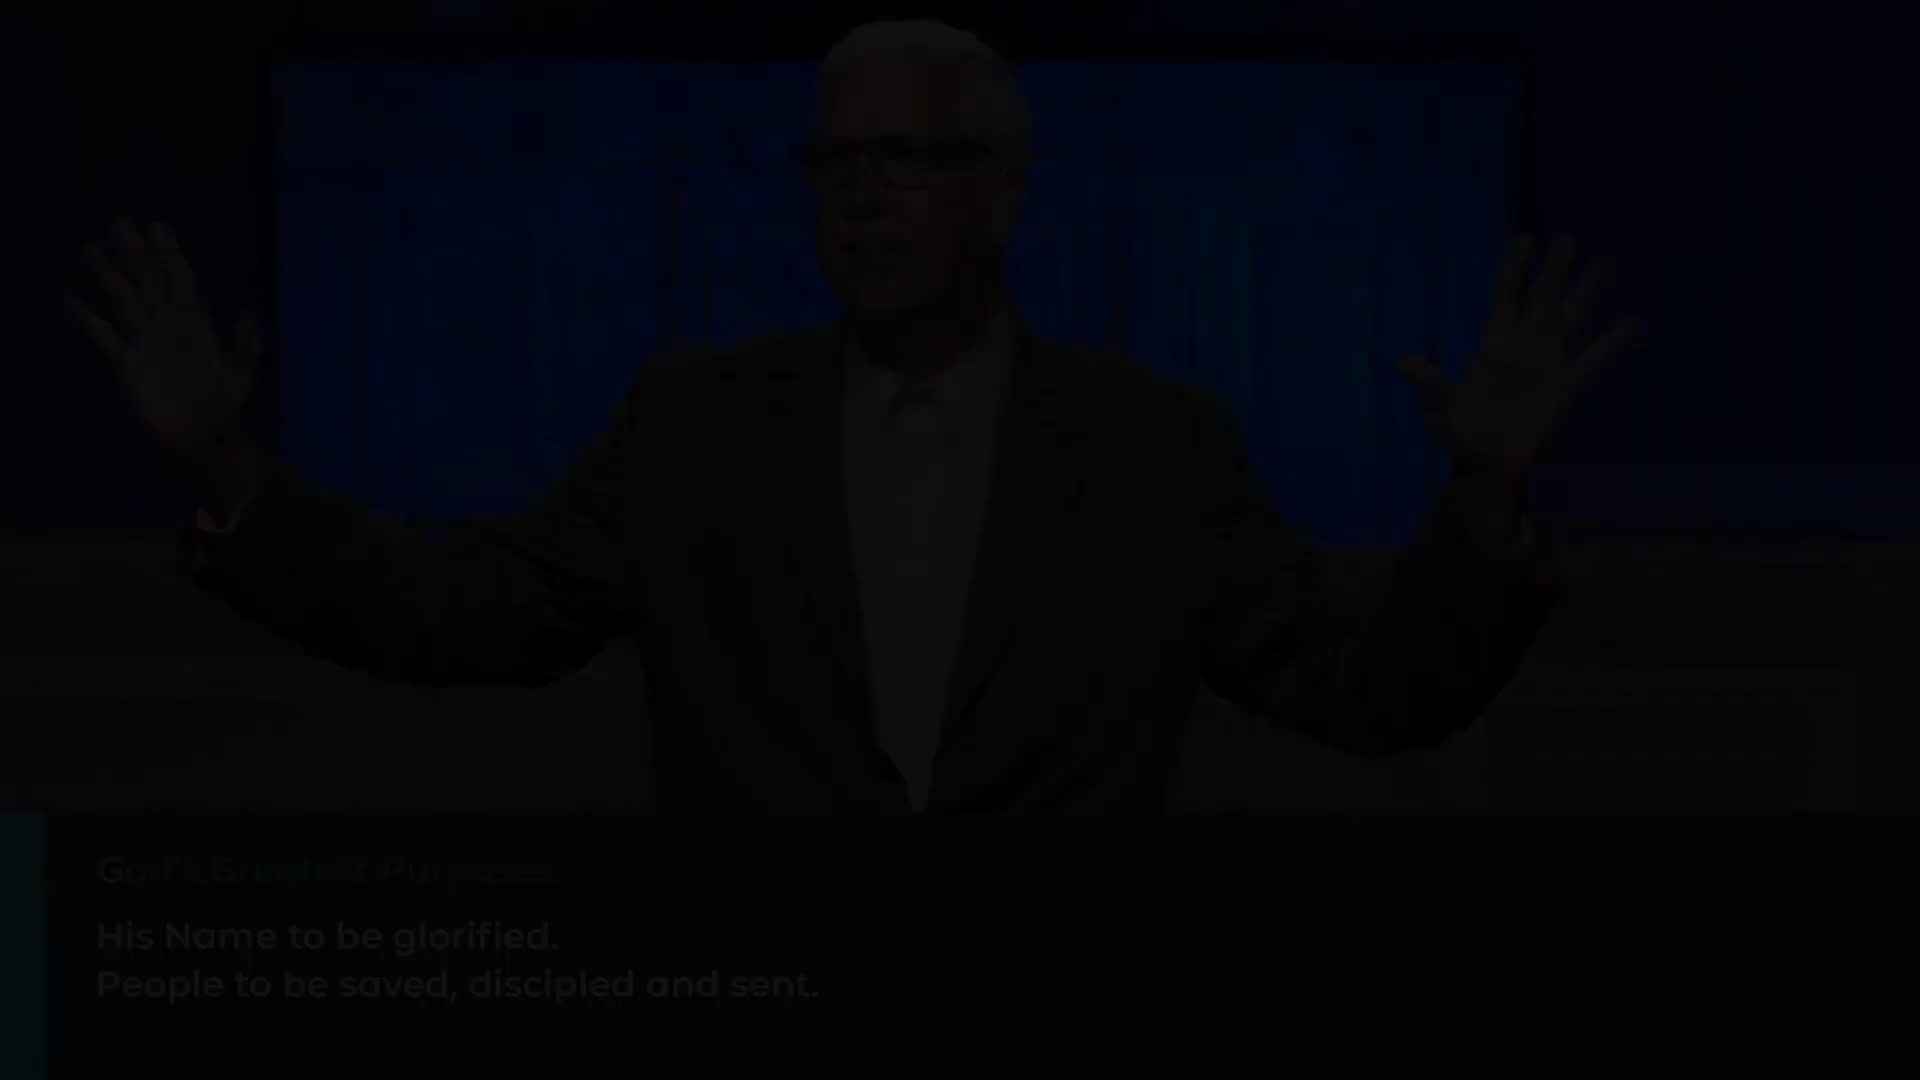 God's Greatest Purposes:
His Name to be glorified.
People to be saved, discipled and sent.